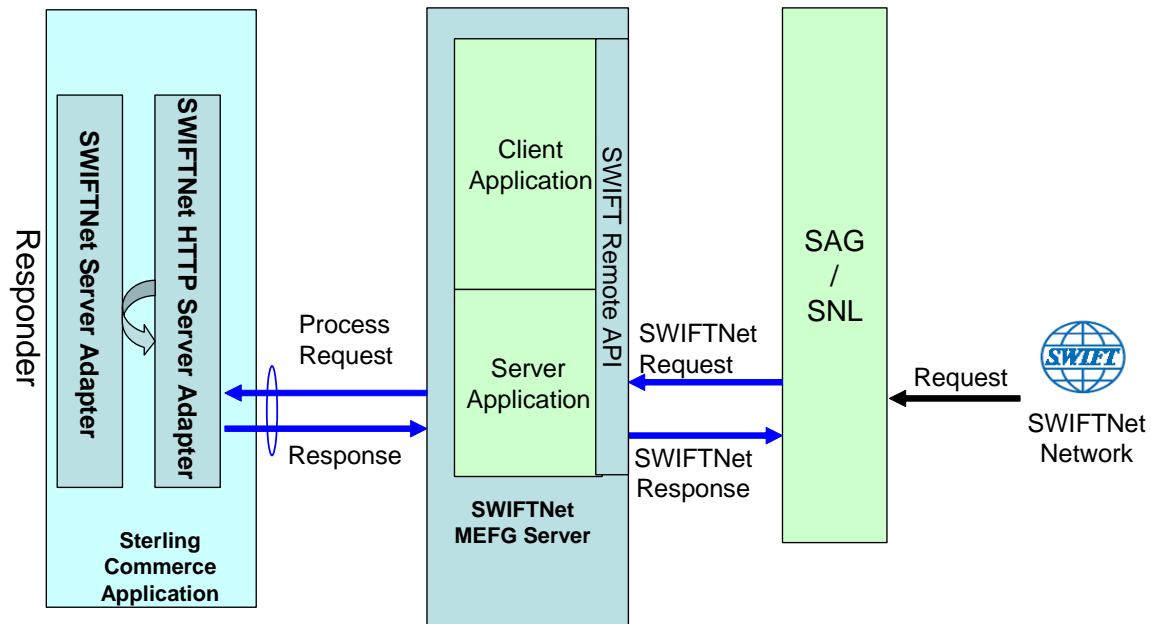 Responder
SWIFTNet Server Adapter
SWIFTNet HTTP Server Adapter
Sterling
Commerce
Application
Process
Request
Response
Client
Application
Server
Application
SWIFT Remote API
SWIFTNet
MEFG Server
SWIFTNet
Request
SWIFTNet
Response
SAG
/
SNL
Request
SWIFT
SWIFTNet
Network